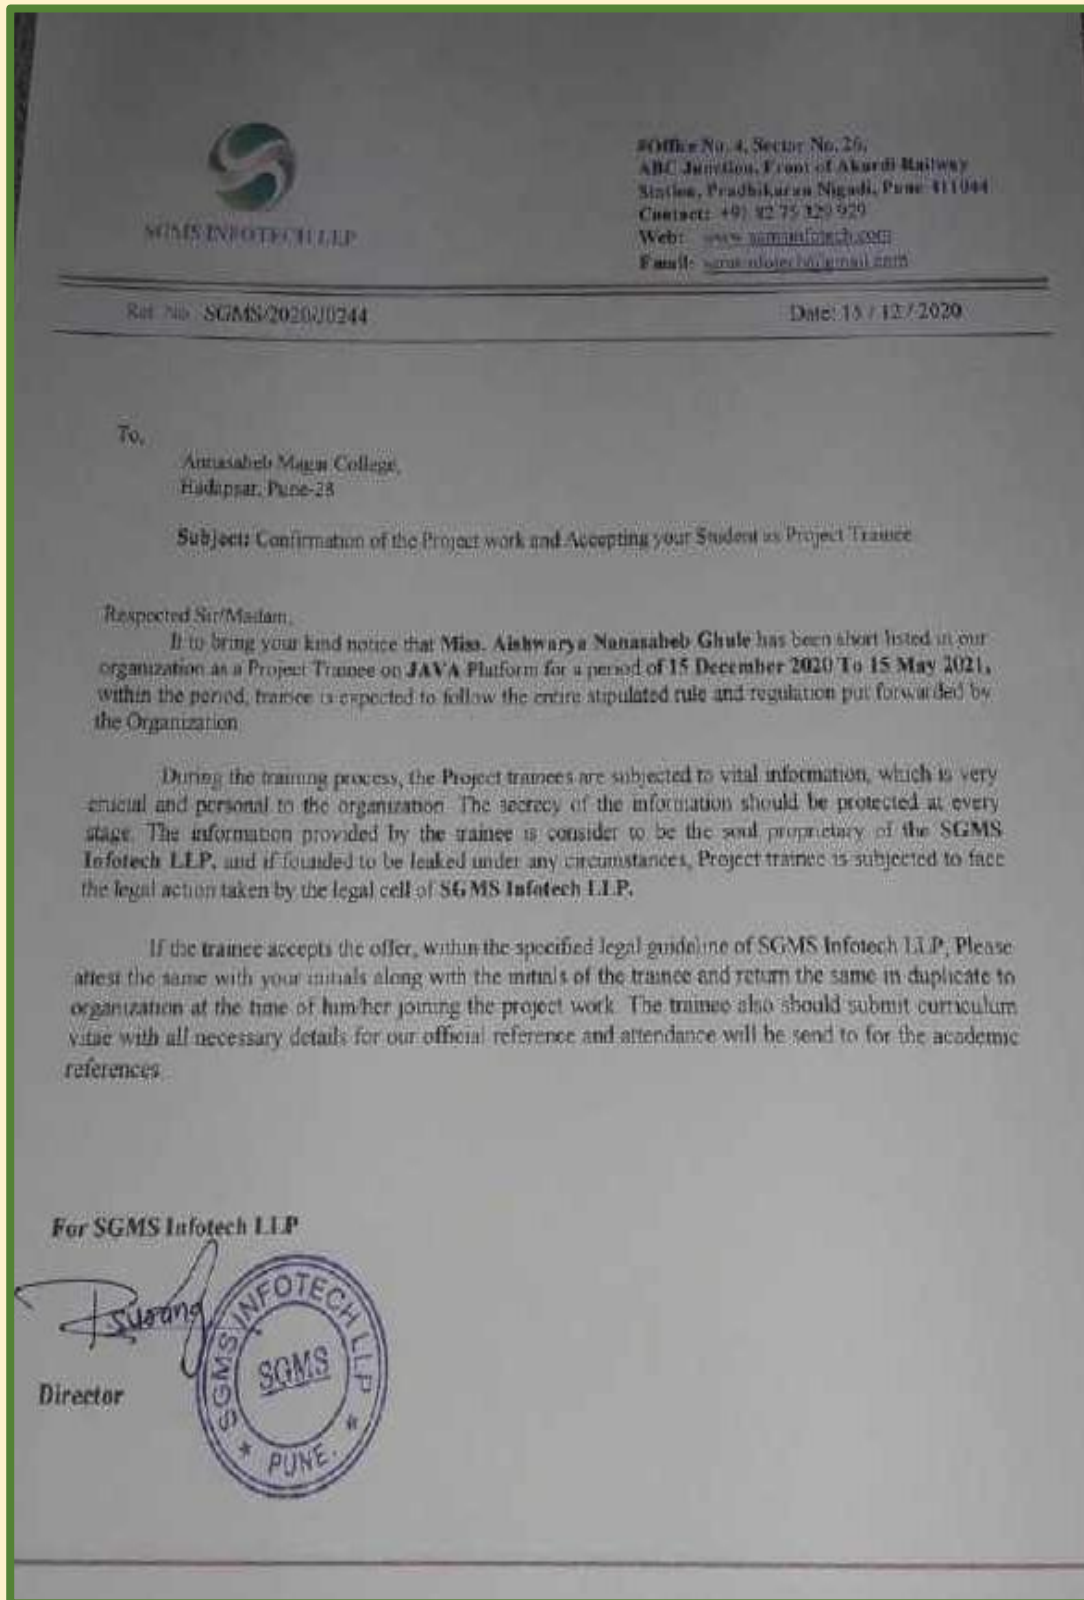 SGMS INFOTECH LLP
#Office No. 4, Sector No. 26,
ABC Junction, Front of Akurdi Railway
Station, Pradhikaran Nigadi, Pune 411044
Contact: +91 82 75 329 929
Web:
Email:
Ref. No. SGMS/2020/J0244
Date: 15 / 12 / 2020
To,
Annasaheb Magar College,
Hadapsar, Pune-28
Subject: Confirmation of the Project work and Accepting your Student as Project Trainee
Respected Sir/Madam,
It to bring your kind notice that Miss. Aishwarya Nanasaheb Ghule has been short listed in our
organization as a Project Trainee on JAVA Platform for a period of 15 December 2020 To 15 May 2021,
within the period, trainee is expected to follow the entire stipulated rule and regulation put forwarded by
the Organization
During the training process, the Project trainees are subjected to vital information, which is very
crucial and personal to the organization. The secrecy of the information should be protected at every
stage. The information provided by the trainee is consider to be the soul proprietary of the SGMS
Infotech LLP, and if founded to be leaked under any circumstances, Project trainee is subjected to face
the legal action taken by the legal cell of SGMS Infotech LLP.
If the trainee accepts the offer, within the specified legal guideline of SGMS Infotech LLP, Please
attest the same with your initials along with the initials of the trainee and return the same in duplicate to
organization at the time of him/her joining the project work. The trainee also should submit curriculum
vitae with all necessary details for our official reference and attendance will be send to for the academic
references
For SGMS Infotech LLP
SGMS INFOTECH LLP
SGMS
* PUNE. *
Director